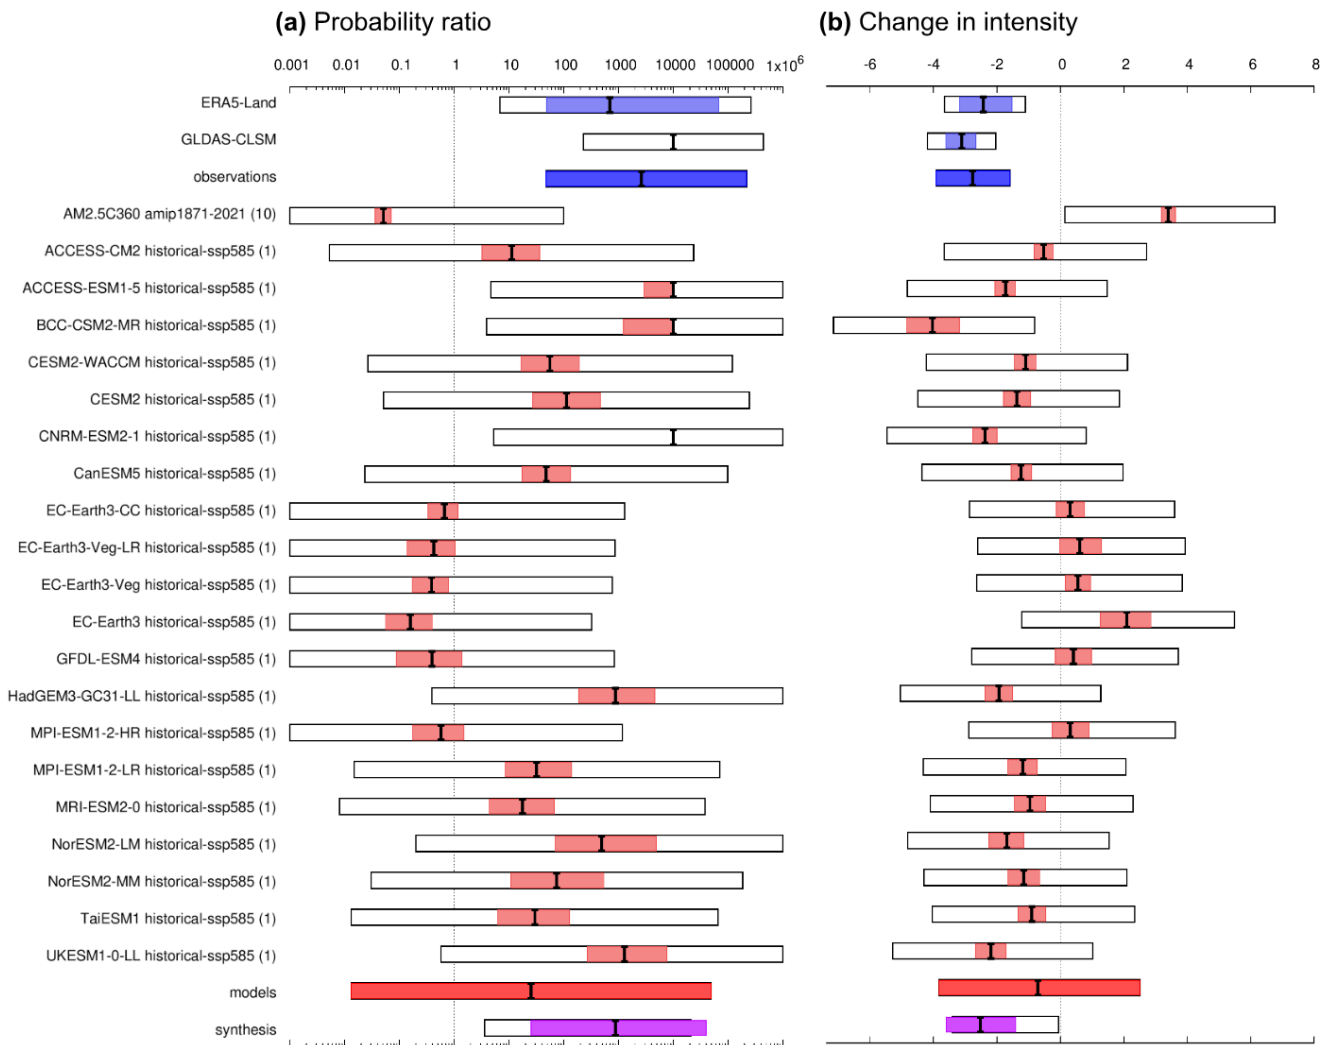 (a) Probability ratio
(b) Change in intensity
0.001 0.01 0.1 1 10 100 1000 10000 100000 1x10⁶
-6 -4 -2 0 2 4 6 8
ERA5-Land
GLDAS-CLSM
observations
AM2.5C360 amip1871-2021 (10)
ACCESS-CM2 historical-ssp585 (1)
ACCESS-ESM1-5 historical-ssp585 (1)
BCC-CSM2-MR historical-ssp585 (1)
CESM2-WACCM historical-ssp585 (1)
CESM2 historical-ssp585 (1)
CNRM-ESM2-1 historical-ssp585 (1)
CanESM5 historical-ssp585 (1)
EC-Earth3-CC historical-ssp585 (1)
EC-Earth3-Veg-LR historical-ssp585 (1)
EC-Earth3-Veg historical-ssp585 (1)
EC-Earth3 historical-ssp585 (1)
GFDL-ESM4 historical-ssp585 (1)
HadGEM3-GC31-LL historical-ssp585 (1)
MPI-ESM1-2-HR historical-ssp585 (1)
MPI-ESM1-2-LR historical-ssp585 (1)
MRI-ESM2-0 historical-ssp585 (1)
NorESM2-LM historical-ssp585 (1)
NorESM2-MM historical-ssp585 (1)
TaiESM1 historical-ssp585 (1)
UKESM1-0-LL historical-ssp585 (1)
models
synthesis